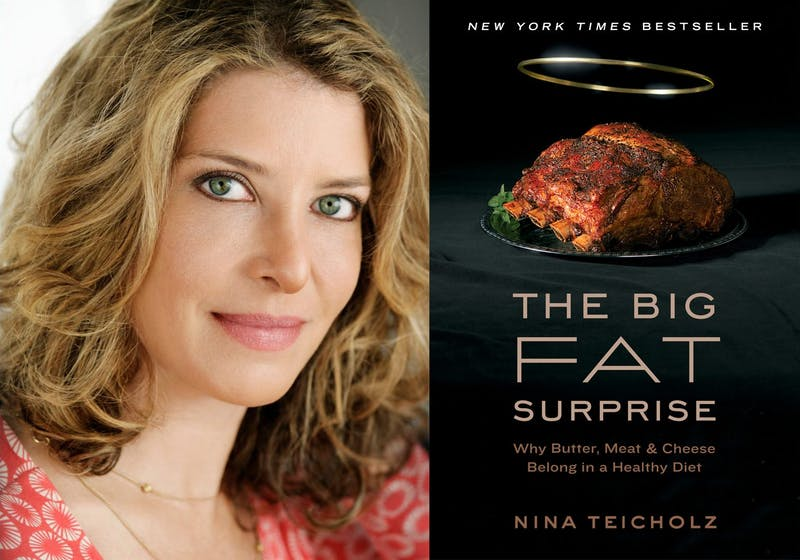 NEW YORK TIMES BESTSELLER
THE BIG
FAT
SURPRISE
Why Butter, Meat & Cheese
Belong in a Healthy Diet
NINA TEICHOLZ